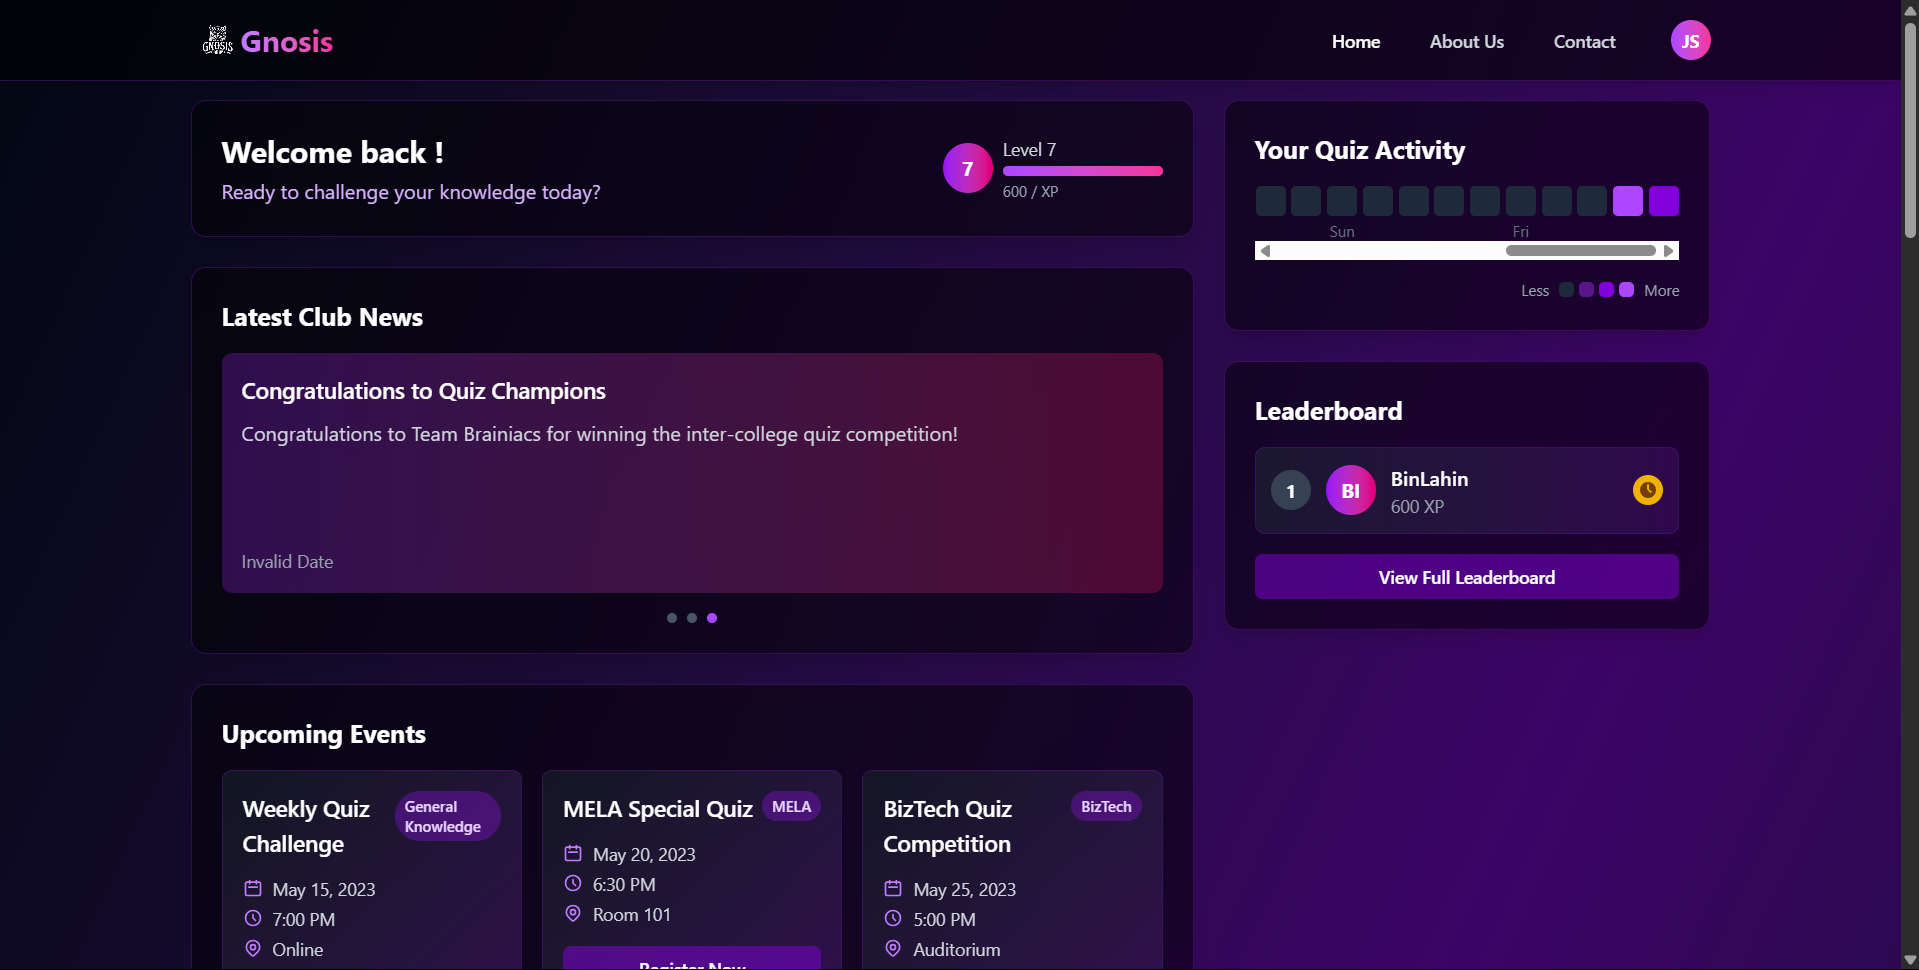 GNOSIS
Gnosis
Home
About Us
Contact
JS
Welcome back !
Ready to challenge your knowledge today?
7
Level 7
600 / XP
Your Quiz Activity
Sun
Fri
Less
More
Latest Club News
Congratulations to Quiz Champions
Congratulations to Team Brainiacs for winning the inter-college quiz competition!
Invalid Date
Leaderboard
1
BI
BinLahin
600 XP
View Full Leaderboard
Upcoming Events
Weekly Quiz
Challenge
General
Knowledge
May 15, 2023
7:00 PM
Online
MELA Special Quiz
MELA
May 20, 2023
6:30 PM
Room 101
Register Now
BizTech Quiz
Competition
BizTech
May 25, 2023
5:00 PM
Auditorium